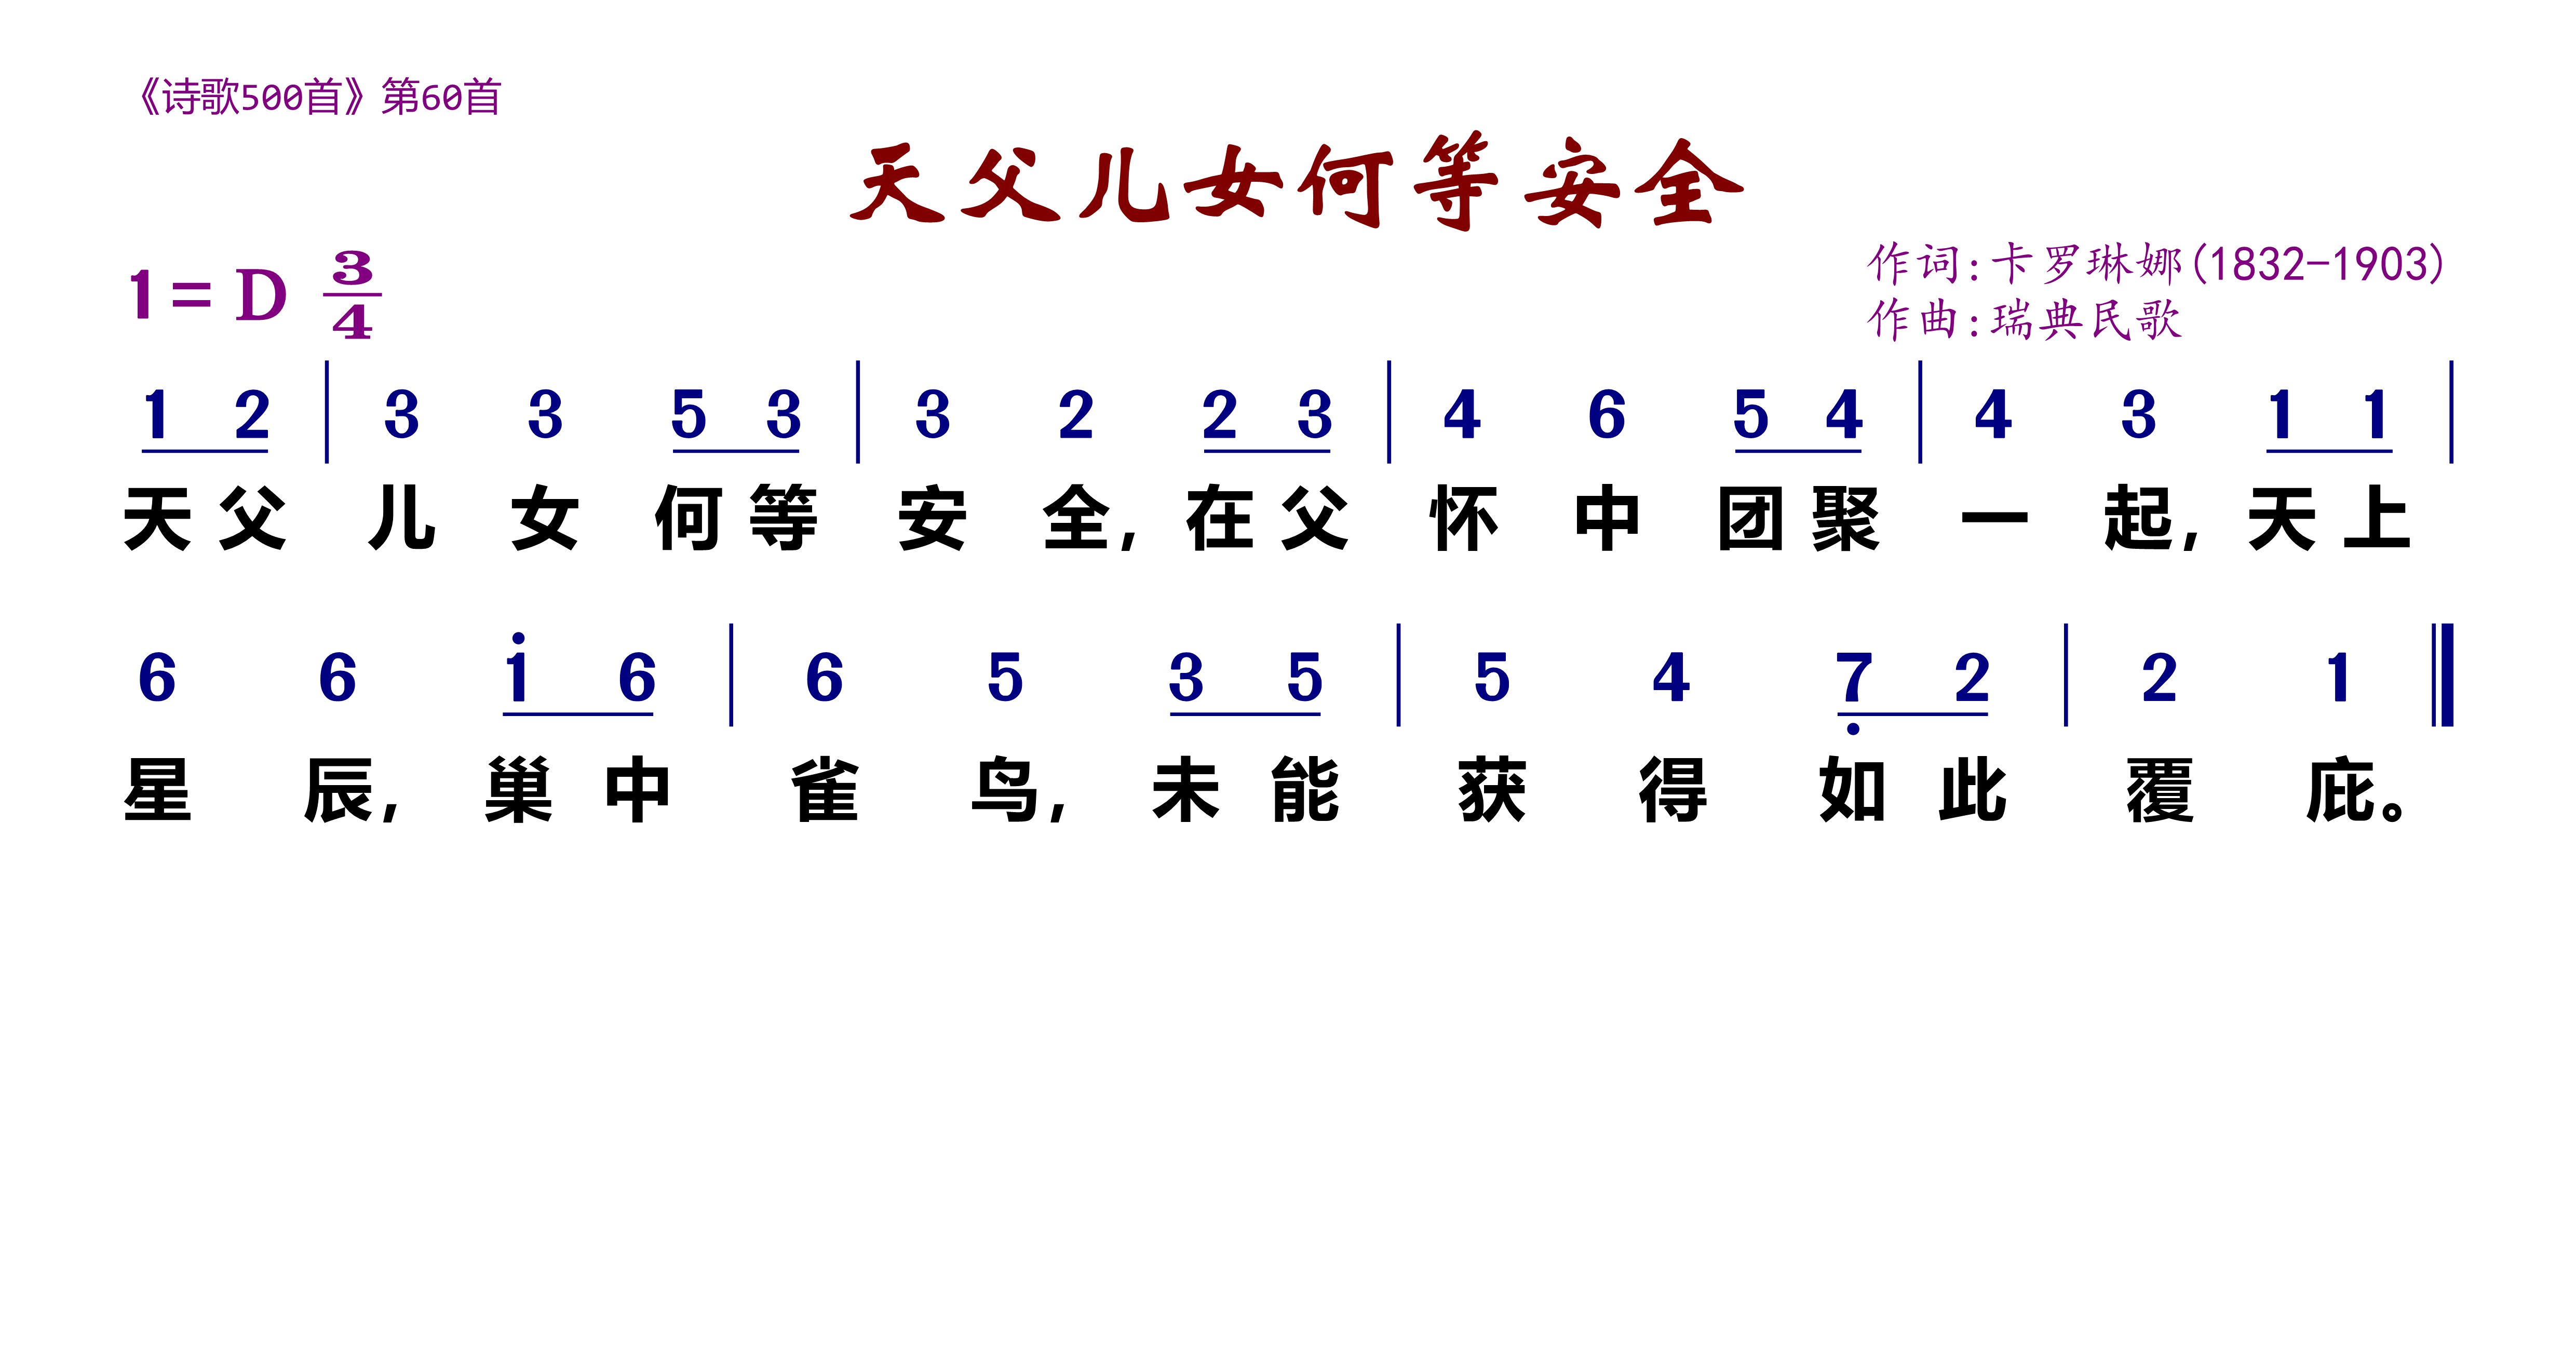 《诗歌500首》第60首
天父儿女何等安全
1= D 3/4
作词:卡罗琳娜(1832-1903)
作曲:瑞典民歌
1 2 | 3 3 5 3 | 3 2 2 3 | 4 6 5 4 | 4 3 1 1 |
天父儿女何等安全,在父怀中团聚一起,天上
6 6 i 6 | 6 5 3 5 | 5 4 7̣ 2 | 2 1 ‖
星辰,巢中雀鸟,未能获得如此覆庇。